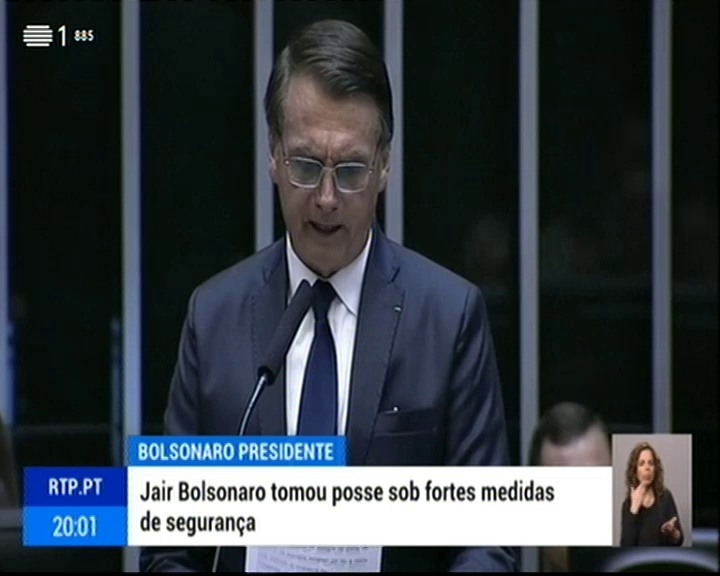 1 885
BOLSONARO PRESIDENTE
RTP.PT
Jair Bolsonaro tomou posse sob fortes medidas
20:01
de segurança